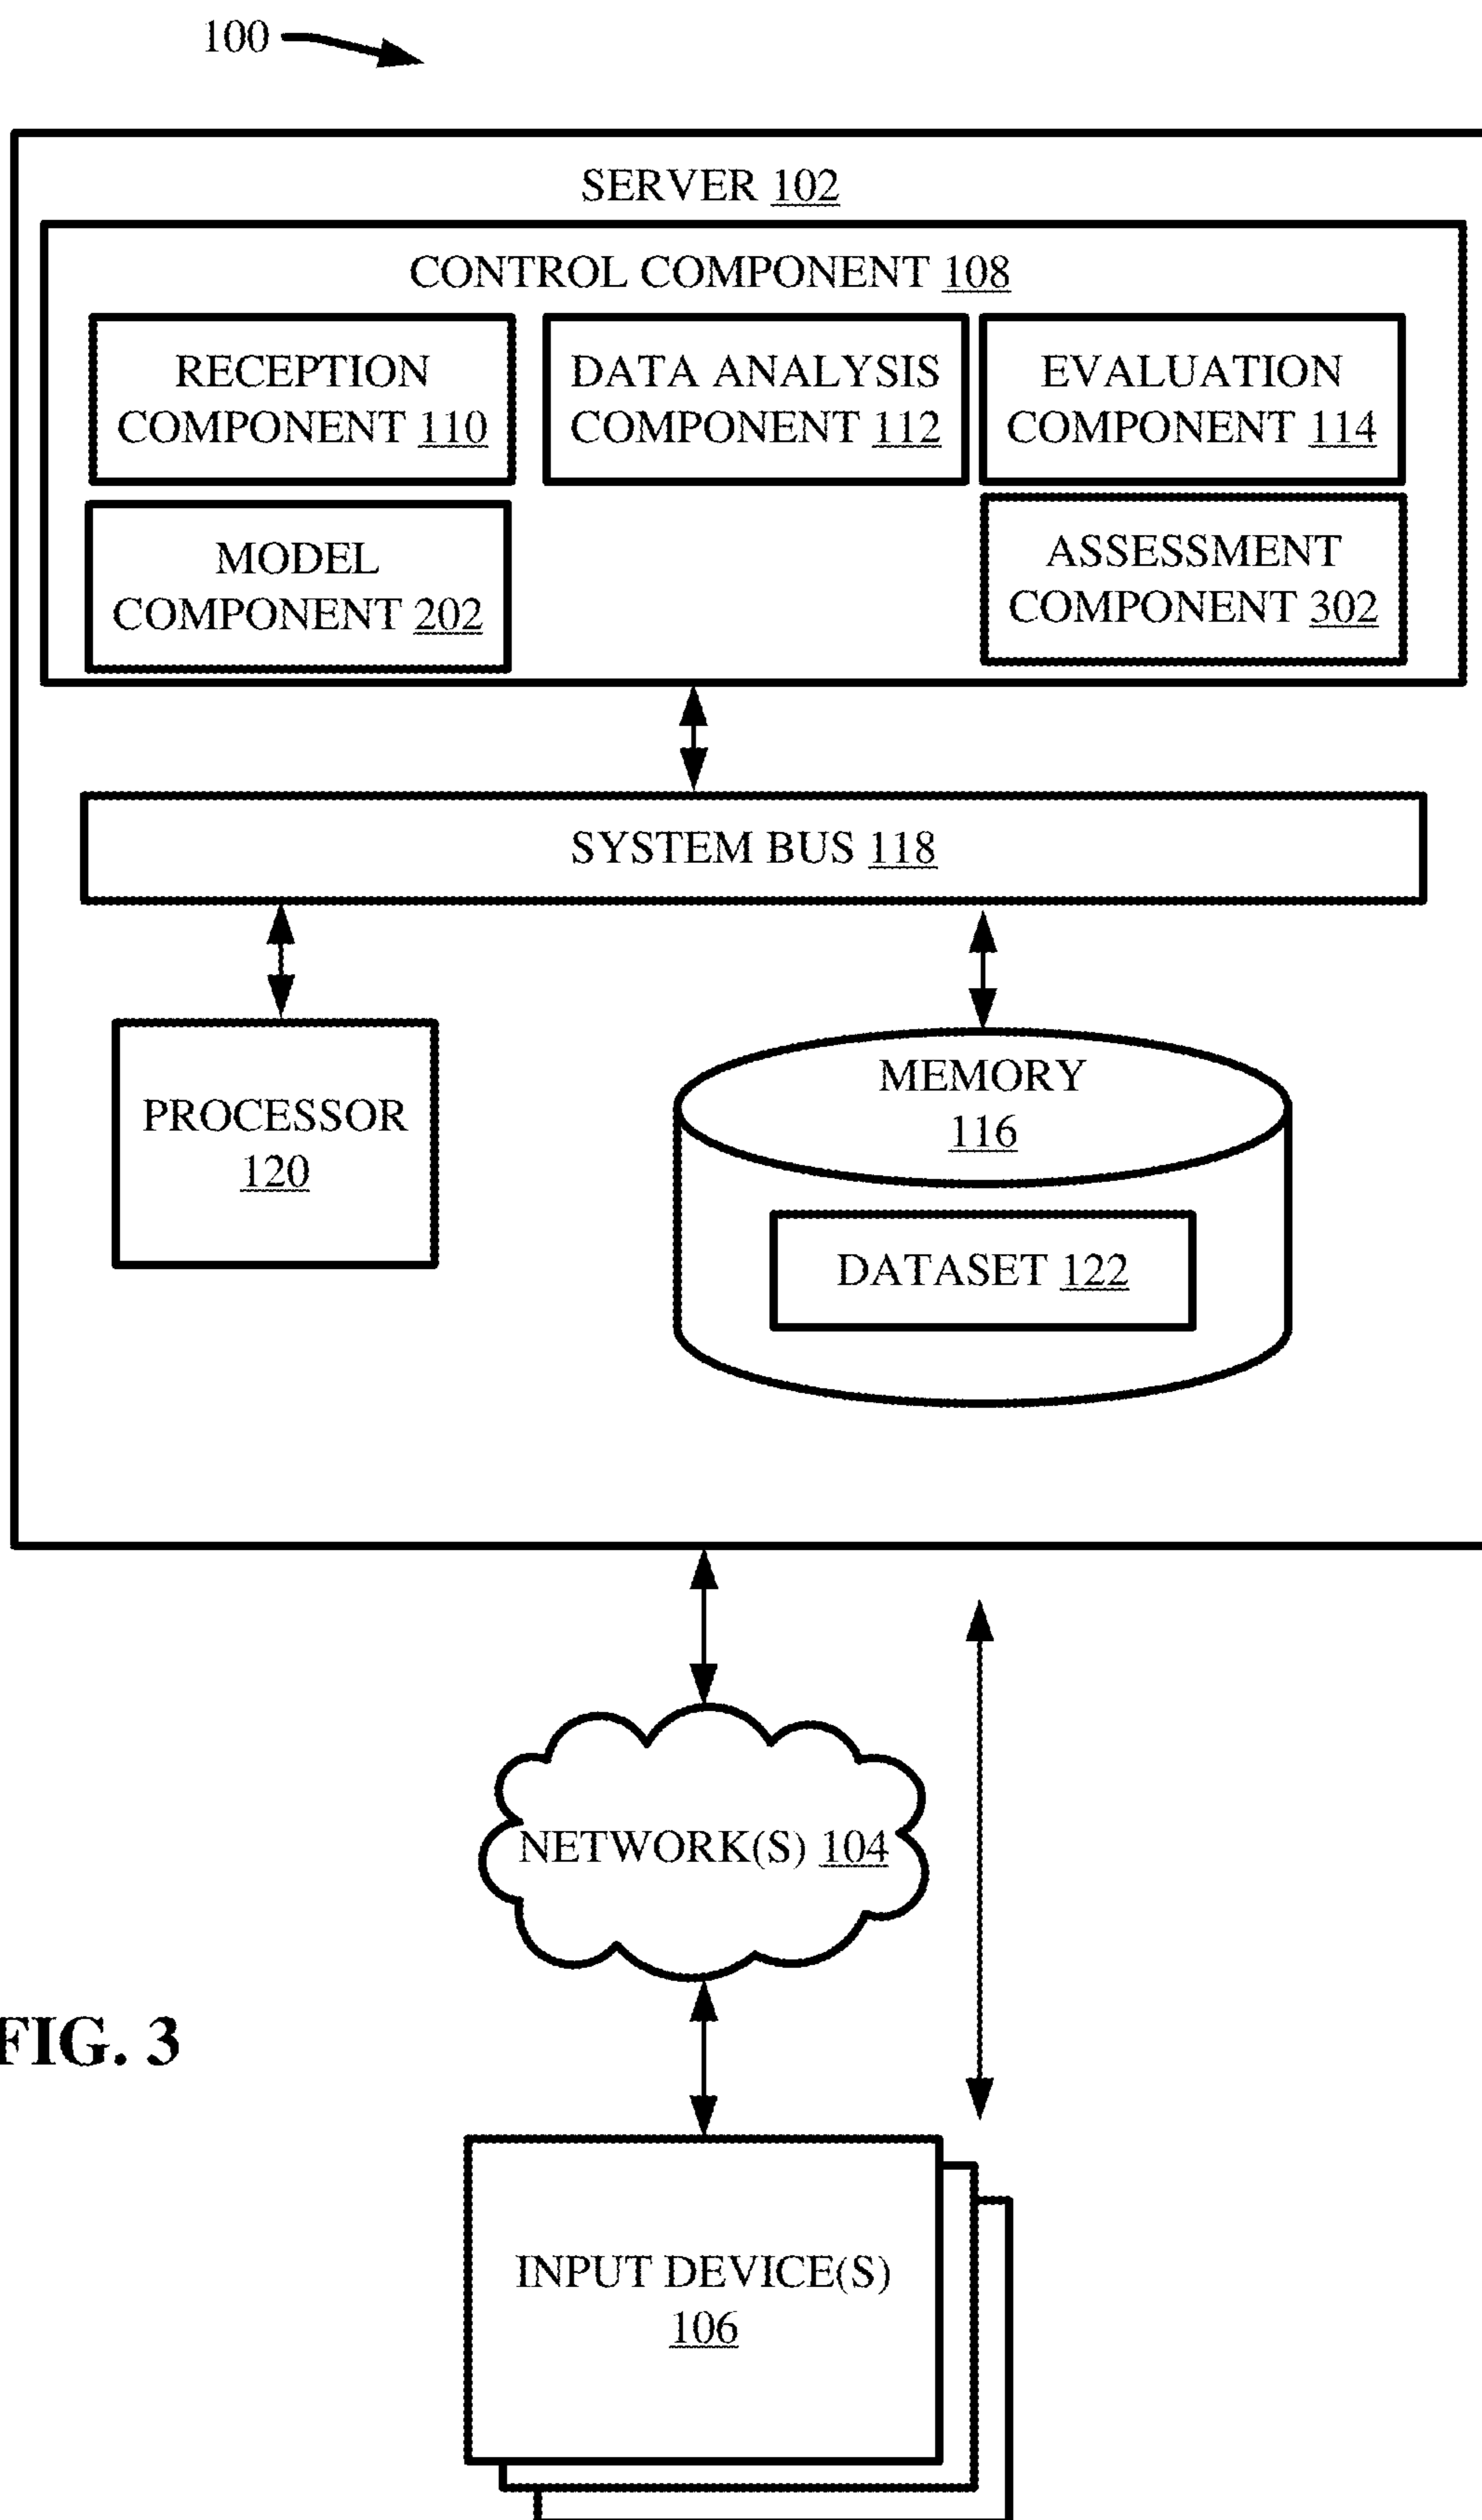 100
SERVER 102
CONTROL COMPONENT 108
RECEPTION
COMPONENT 110
DATA ANALYSIS
COMPONENT 112
EVALUATION
COMPONENT 114
MODEL
COMPONENT 202
ASSESSMENT
COMPONENT 302
SYSTEM BUS 118
PROCESSOR
120
MEMORY
116
DATASET 122
NETWORK(S) 104
FIG. 3
INPUT DEVICE(S)
106